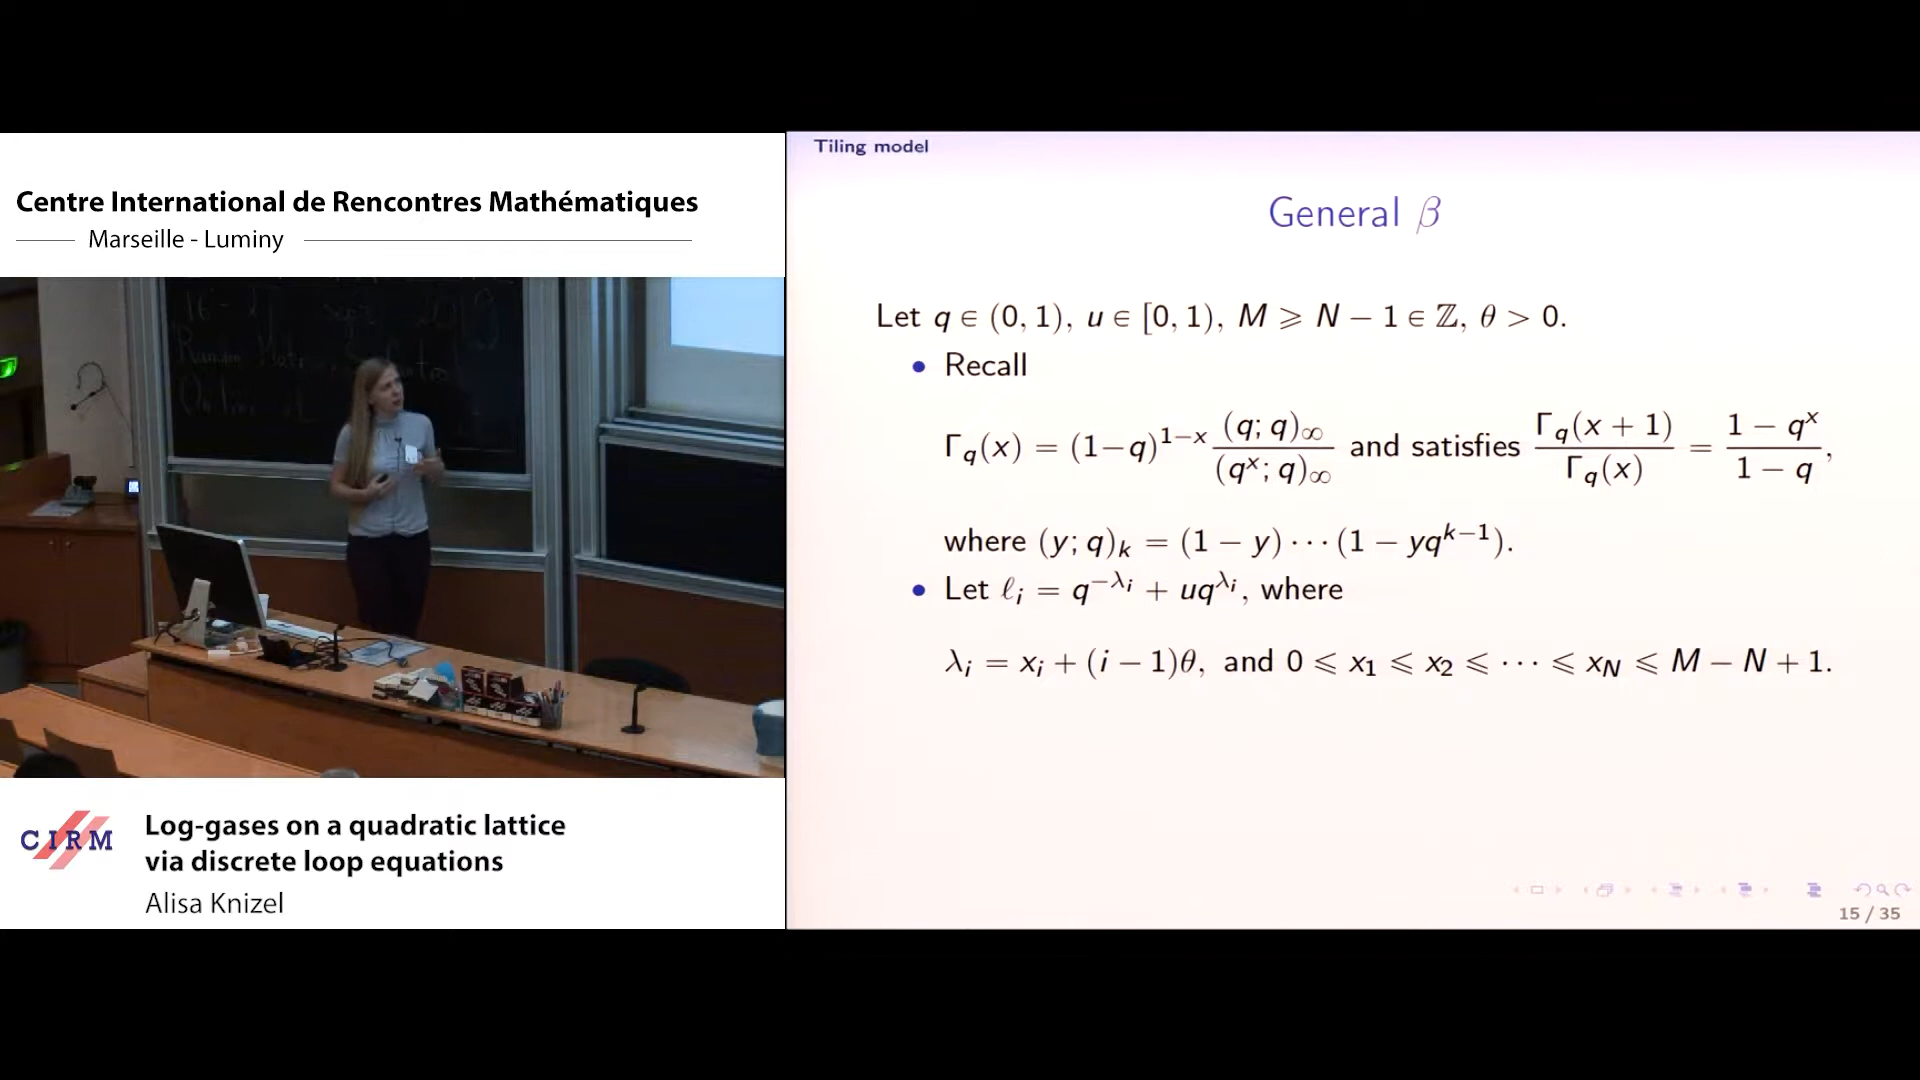 Centre International de Rencontres Mathématiques
Marseille - Luminy
CIRM
Log-gases on a quadratic lattice
via discrete loop equations
Alisa Knizel
Tiling model
General β
Let q ∈ (0, 1), u ∈ [0, 1), M ⩾ N − 1 ∈ ℤ, θ > 0.
• Recall
Γ_q(x) = (1−q)^{1−x} (q; q)_∞ / (q^x; q)_∞ and satisfies Γ_q(x + 1) / Γ_q(x) = (1 − q^x) / (1 − q),
where (y; q)_k = (1 − y) ··· (1 − yq^{k−1}).
• Let ℓ_i = q^{−λ_i} + uq^{λ_i}, where
λ_i = x_i + (i − 1)θ, and 0 ⩽ x_1 ⩽ x_2 ⩽ ··· ⩽ x_N ⩽ M − N + 1.
15 / 35